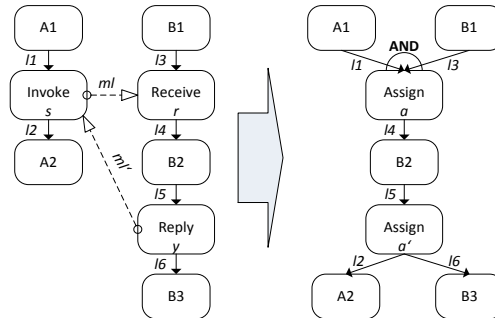 A1
B1
l1
l3
ml
Invoke
s
Receive
r
l2
l4
A2
B2
ml'
l5
Reply
y
l6
B3
A1
B1
AND
l1
l3
Assign
a
l4
B2
l5
Assign
a'
l2
l6
A2
B3